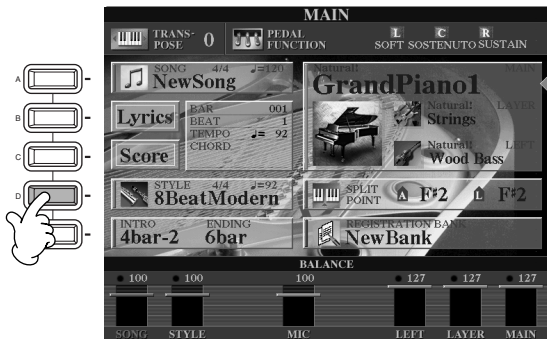 MAIN
TRANS-
POSE 0
PEDAL
FUNCTION
L C R
SOFT SOSTENUTO SUSTAIN
SONG 4/4 ♩=120
NewSong
Natural! MAIN
GrandPiano1
A
B
C
D
Lyrics
Score
BAR 001
BEAT 1
TEMPO ♩= 92
CHORD
Natural! LAYER
Strings
Natural! LEFT
Wood Bass
STYLE 4/4 ♩=92
8BeatModern
SPLIT
POINT A F#2 L F#2
INTRO ENDING
4bar-2 6bar
REGISTRATION BANK
NewBank
BALANCE
100 100 100 127 127 127
SONG STYLE MIC LEFT LAYER MAIN